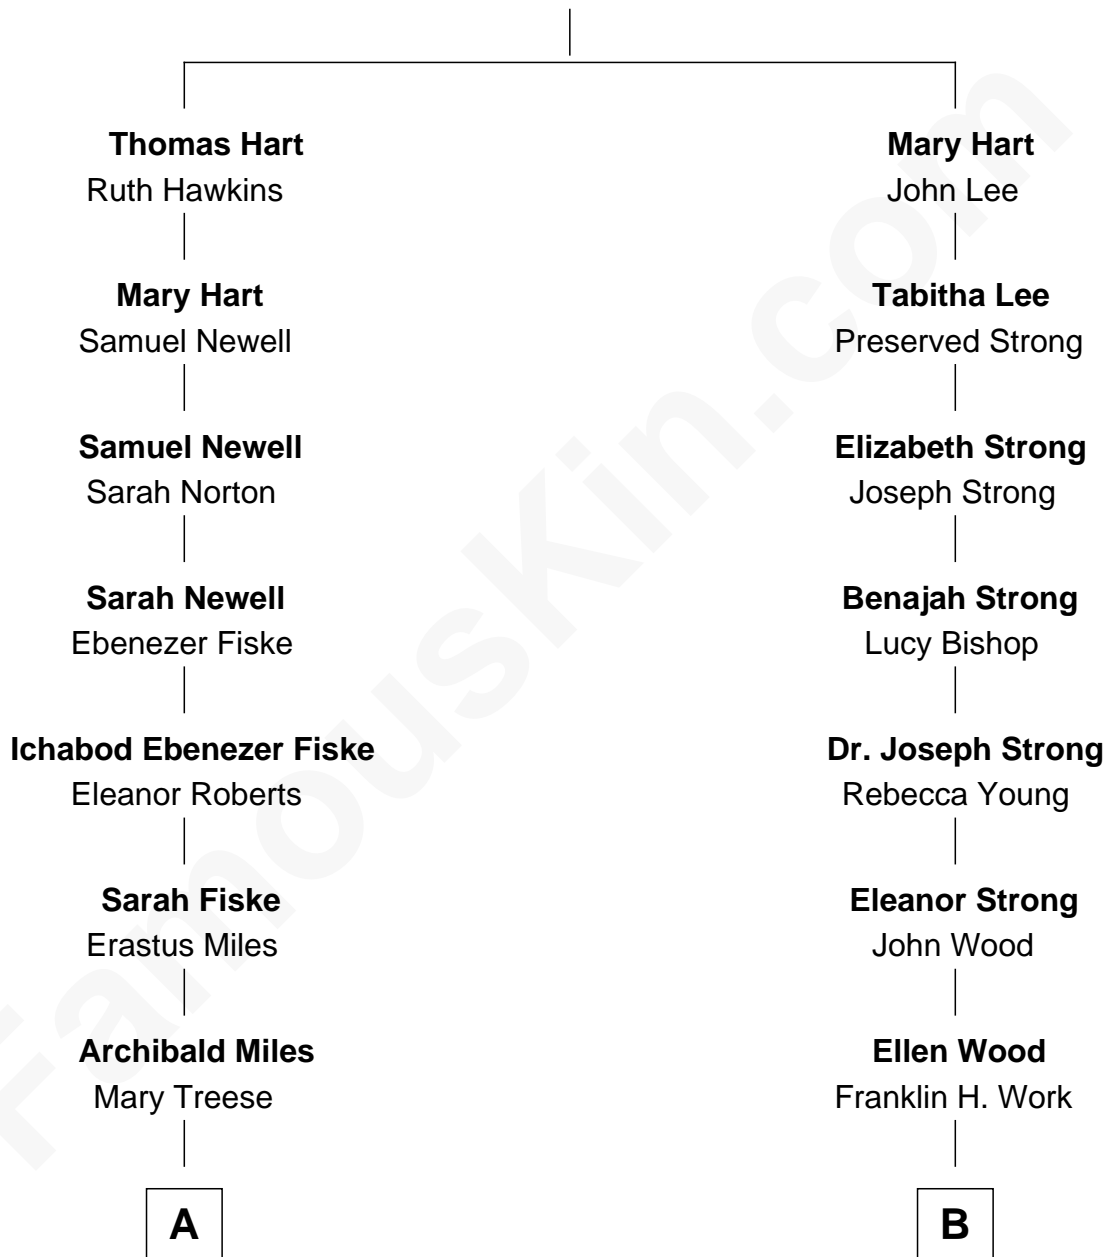 Thomas Hart
Ruth Hawkins
Mary Hart
Samuel Newell
Samuel Newell
Sarah Norton
Sarah Newell
Ebenezer Fiske
Ichabod Ebenezer Fiske
Eleanor Roberts
Sarah Fiske
Erastus Miles
Archibald Miles
Mary Treese
A
Mary Hart
John Lee
Tabitha Lee
Preserved Strong
Elizabeth Strong
Joseph Strong
Benajah Strong
Lucy Bishop
Dr. Joseph Strong
Rebecca Young
Eleanor Strong
John Wood
Ellen Wood
Franklin H. Work
B
FamousKin.com